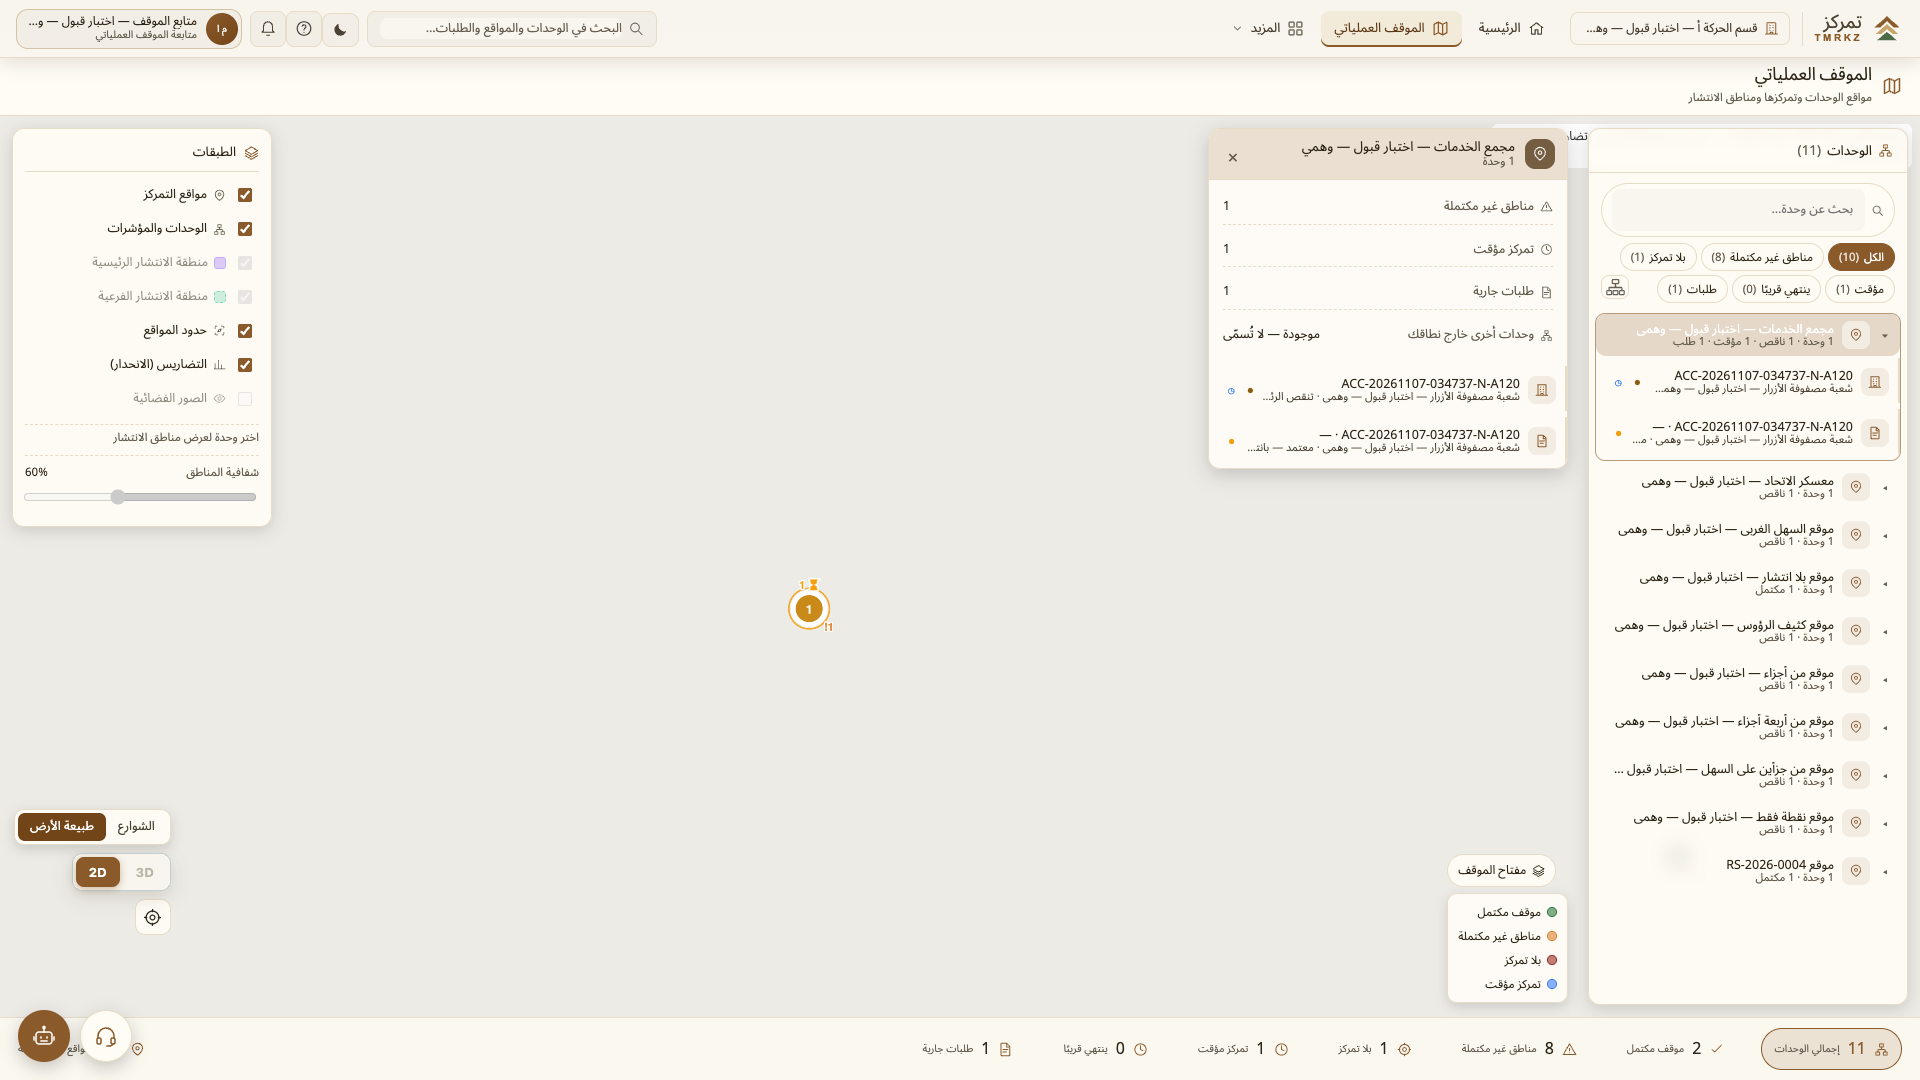 تمركز
TMRKZ
قسم الحركة أ — اختبار قبول — وهـ...
الرئيسية
الموقف العملياتي
المزيد
البحث في الوحدات والمواقع والطلبات...
م ا
متابع الموقف — اختبار قبول — و...
متابعة الموقف العملياتي
الموقف العملياتي
مواقع الوحدات وتمركزها ومناطق الانتشار
الوحدات (11)
بحث عن وحدة...
الكل (10)
مناطق غير مكتملة (8)
بلا تمركز (1)
مؤقت (1)
ينتهي قريبًا (0)
طلبات (1)
مجمع الخدمات — اختبار قبول — وهمي
1 وحدة · 1 ناقص · 1 مؤقت · 1 طلب
ACC-20261107-034737-N-A120
شعبة مصفوفة الأزرار — اختبار قبول — وهمـ...
ACC-20261107-034737-N-A120 · —
شعبة مصفوفة الأزرار — اختبار قبول — وهمي · مـ...
معسكر الاتحاد — اختبار قبول — وهمي
1 وحدة · 1 ناقص
موقع السهل الغربي — اختبار قبول — وهمي
1 وحدة · 1 ناقص
موقع بلا انتشار — اختبار قبول — وهمي
1 وحدة · 1 مكتمل
موقع كثيف الرؤوس — اختبار قبول — وهمي
1 وحدة · 1 ناقص
موقع من أجزاء — اختبار قبول — وهمي
1 وحدة · 1 ناقص
موقع من أربعة أجزاء — اختبار قبول — وهمي
1 وحدة · 1 ناقص
موقع من جزأين على السهل — اختبار قبول ...
1 وحدة · 1 ناقص
موقع نقطة فقط — اختبار قبول — وهمي
1 وحدة · 1 ناقص
موقع RS-2026-0004
1 وحدة · 1 مكتمل
مجمع الخدمات — اختبار قبول — وهمي
1 وحدة
مناطق غير مكتملة 1
تمركز مؤقت 1
طلبات جارية 1
وحدات أخرى خارج نطاقك موجودة — لا تُسمّى
ACC-20261107-034737-N-A120
شعبة مصفوفة الأزرار — اختبار قبول — وهمي · تنقص الرئـ...
ACC-20261107-034737-N-A120 · —
شعبة مصفوفة الأزرار — اختبار قبول — وهمي · معتمد — بانتـ...
1
1
!1
الطبقات
مواقع التمركز
الوحدات والمؤشرات
منطقة الانتشار الرئيسية
منطقة الانتشار الفرعية
حدود المواقع
التضاريس (الانحدار)
الصور الفضائية
اختر وحدة لعرض مناطق الانتشار
شفافية المناطق 60%
الشوارع
طبيعة الأرض
3D
2D
مفتاح الموقف
موقف مكتمل
مناطق غير مكتملة
بلا تمركز
تمركز مؤقت
11 إجمالي الوحدات
2 موقف مكتمل
8 مناطق غير مكتملة
1 بلا تمركز
1 تمركز مؤقت
0 ينتهي قريبًا
1 طلبات جارية